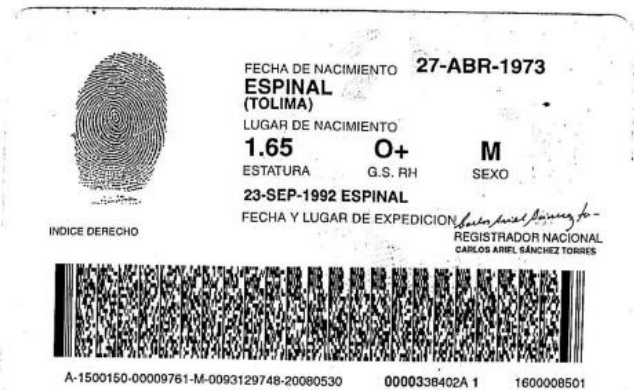 FECHA DE NACIMIENTO 27-ABR-1973
ESPINAL
(TOLIMA)
LUGAR DE NACIMIENTO
1.65 O+ M
ESTATURA G.S. RH SEXO
23-SEP-1992 ESPINAL
FECHA Y LUGAR DE EXPEDICION
INDICE DERECHO
REGISTRADOR NACIONAL
CARLOS ARIEL SÁNCHEZ TORRES
A-1500150-00009761-M-0093129748-20080530 0000338402A 1 1600008501